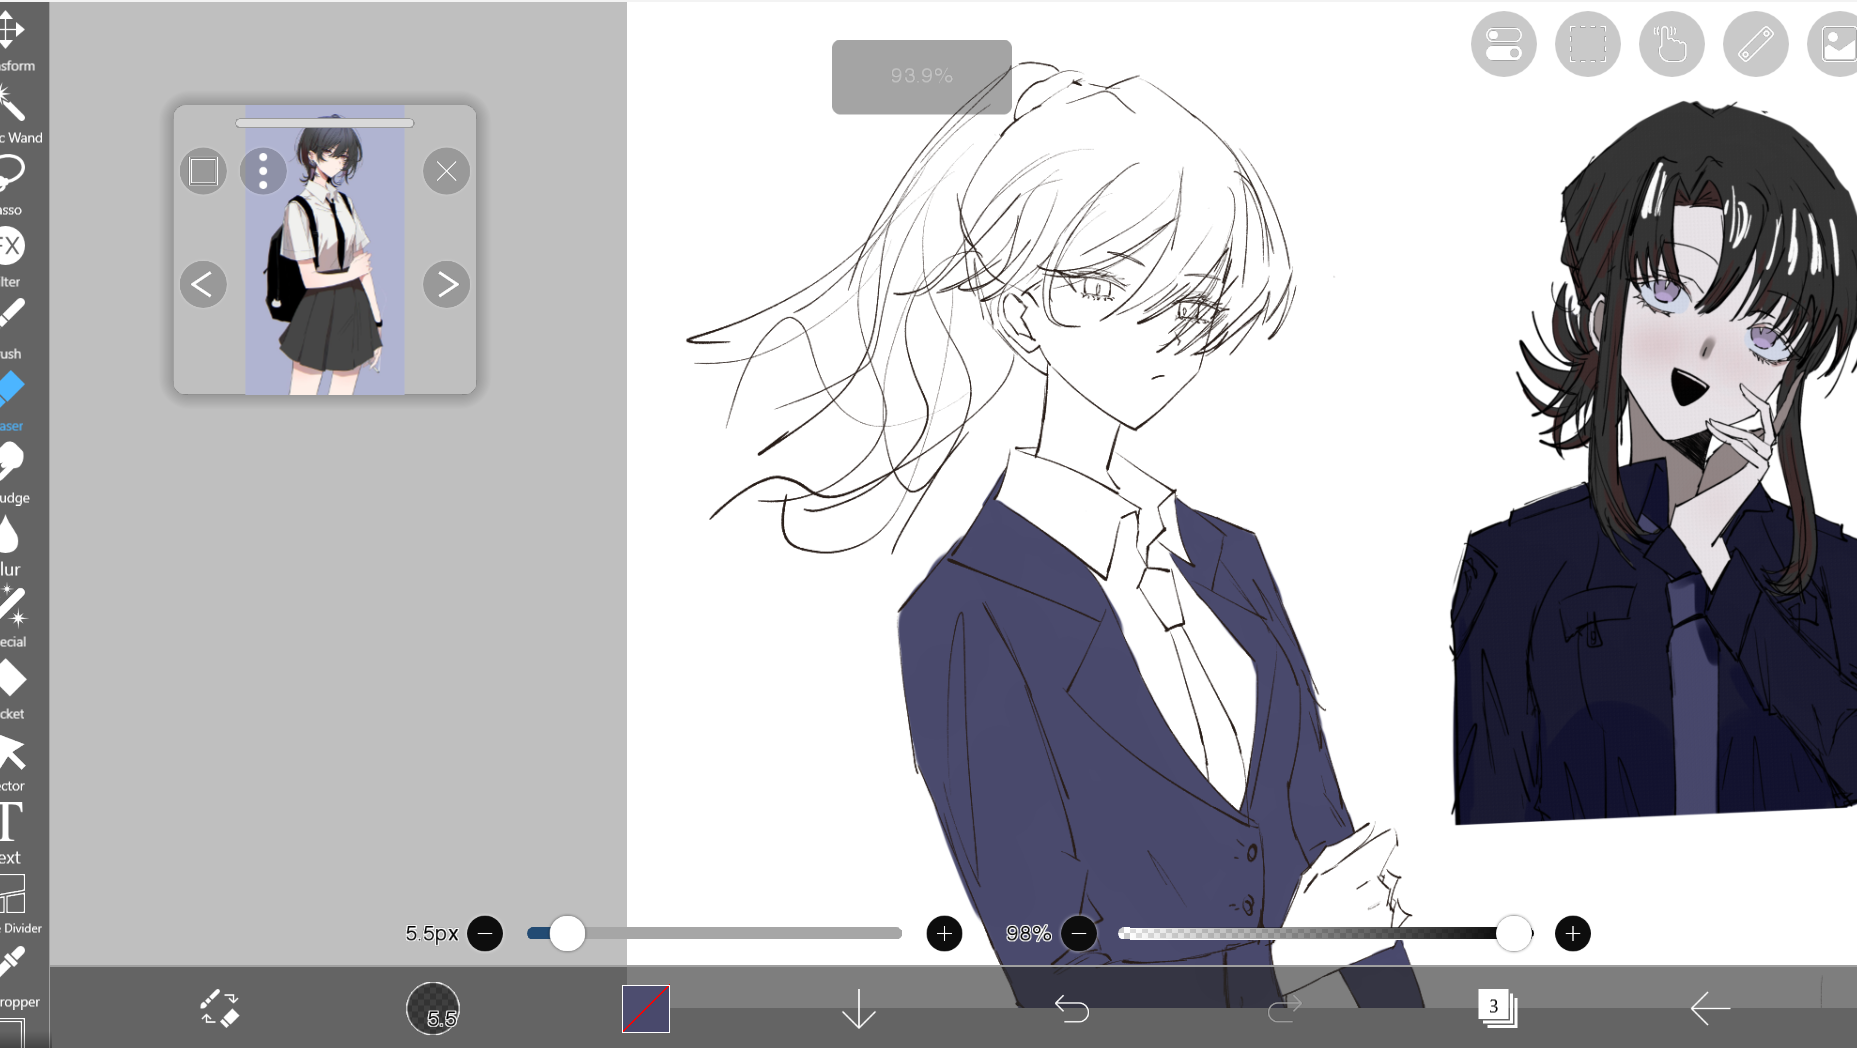 93.9%
sform
c Wand
asso
FX
lter
ush
aser
udge
lur
ecial
cket
ector
T
ext
e Divider
ropper
5.5px
98%
5.5
3